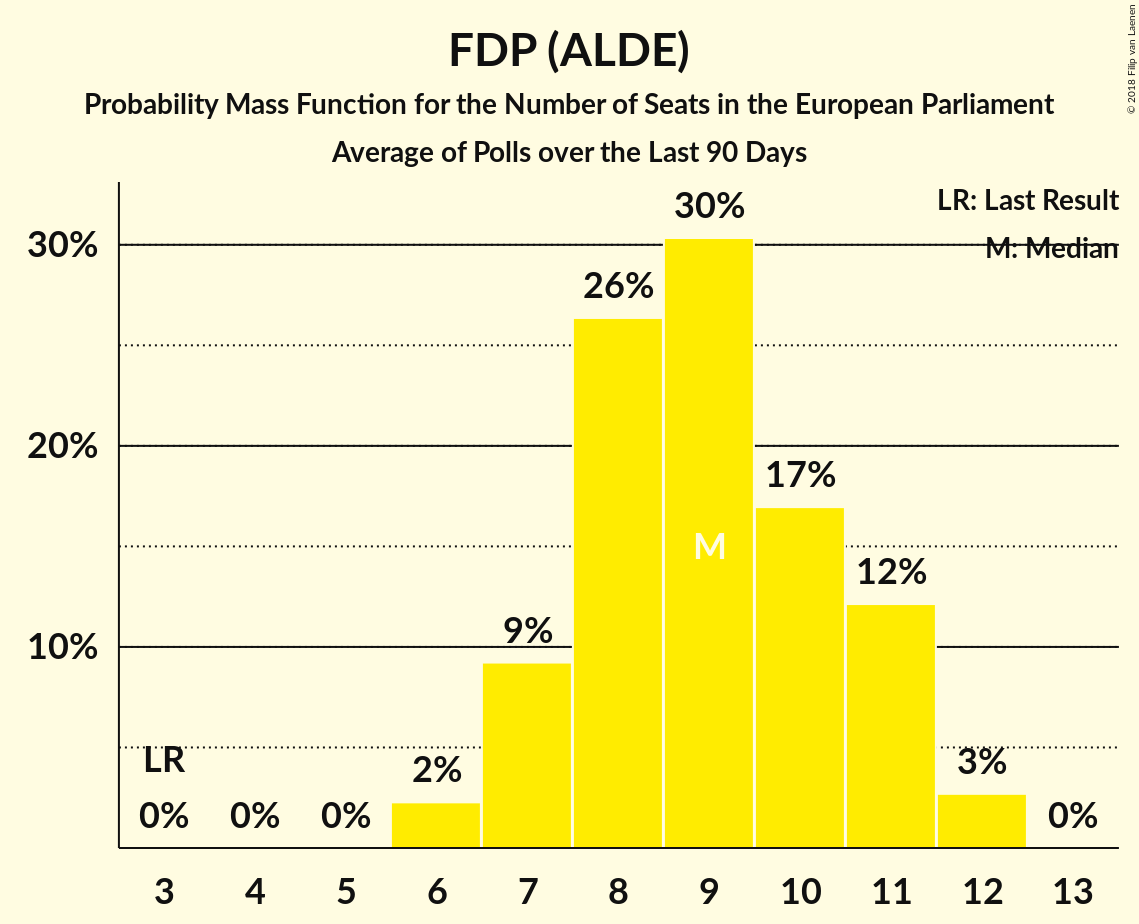 FDP (ALDE)
Probability Mass Function for the Number of Seats in the European Parliament
Average of Polls over the Last 90 Days
© 2018 Filip van Laenen
LR: Last Result
M: Median
30%
20%
10%
LR
0%
0%
0%
2%
9%
26%
30%
M
17%
12%
3%
0%
3 4 5 6 7 8 9 10 11 12 13